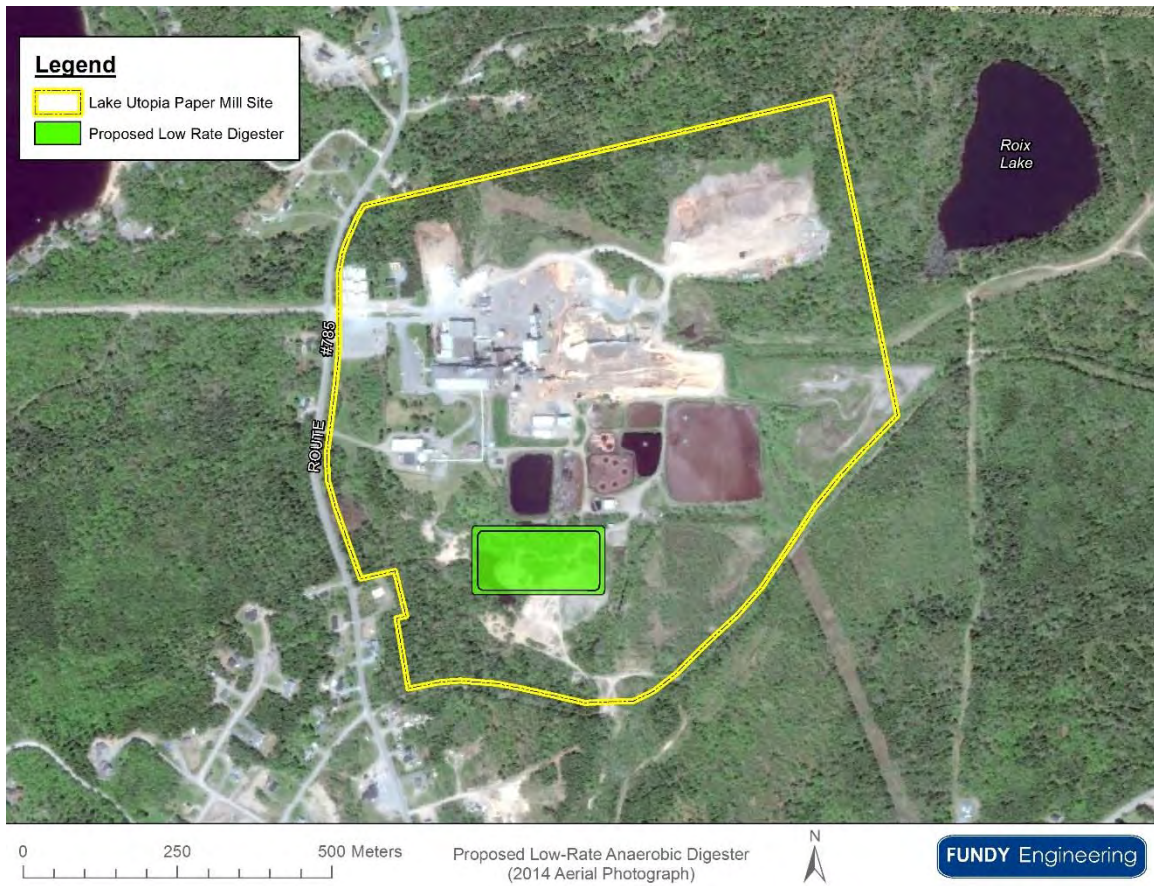 Legend
Lake Utopia Paper Mill Site
Proposed Low Rate Digester
Roix
Lake
ROUTE #785
0 250 500 Meters
Proposed Low-Rate Anaerobic Digester
(2014 Aerial Photograph)
N
FUNDY Engineering